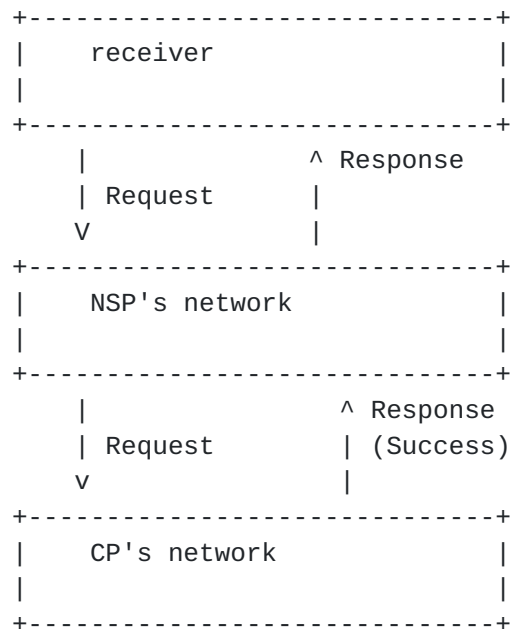 receiver
^ Response
Request
V
NSP's network
^ Response
Request (Success)
v
CP's network